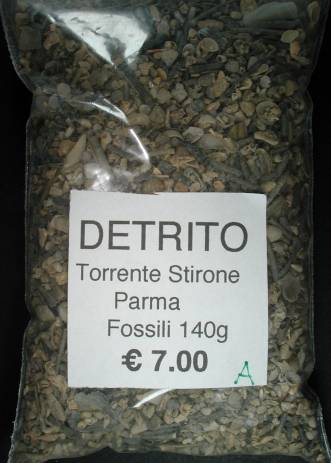 DETRITO
Torrente Stirone
Parma
Fossili 140g
€ 7.00
A